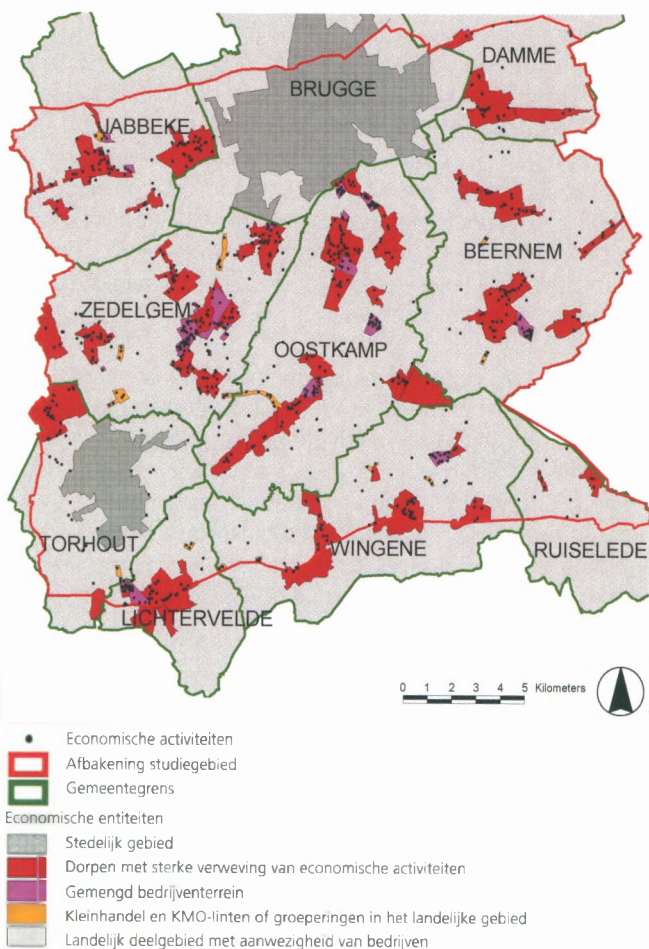 DAMME
BRUGGE
JABBEKE
BEERNEM
ZEDELGEM
OOSTKAMP
TORHOUT
WINGENE
RUISELEDE
LICHTERVELDE
0 1 2 3 4 5 Kilometers
Economische activiteiten
Afbakening studiegebied
Gemeentegrens
Economische entiteiten
Stedelijk gebied
Dorpen met sterke verweving van economische activiteiten
Gemengd bedrijventerrein
Kleinhandel en KMO-linten of groeperingen in het landelijke gebied
Landelijk deelgebied met aanwezigheid van bedrijven